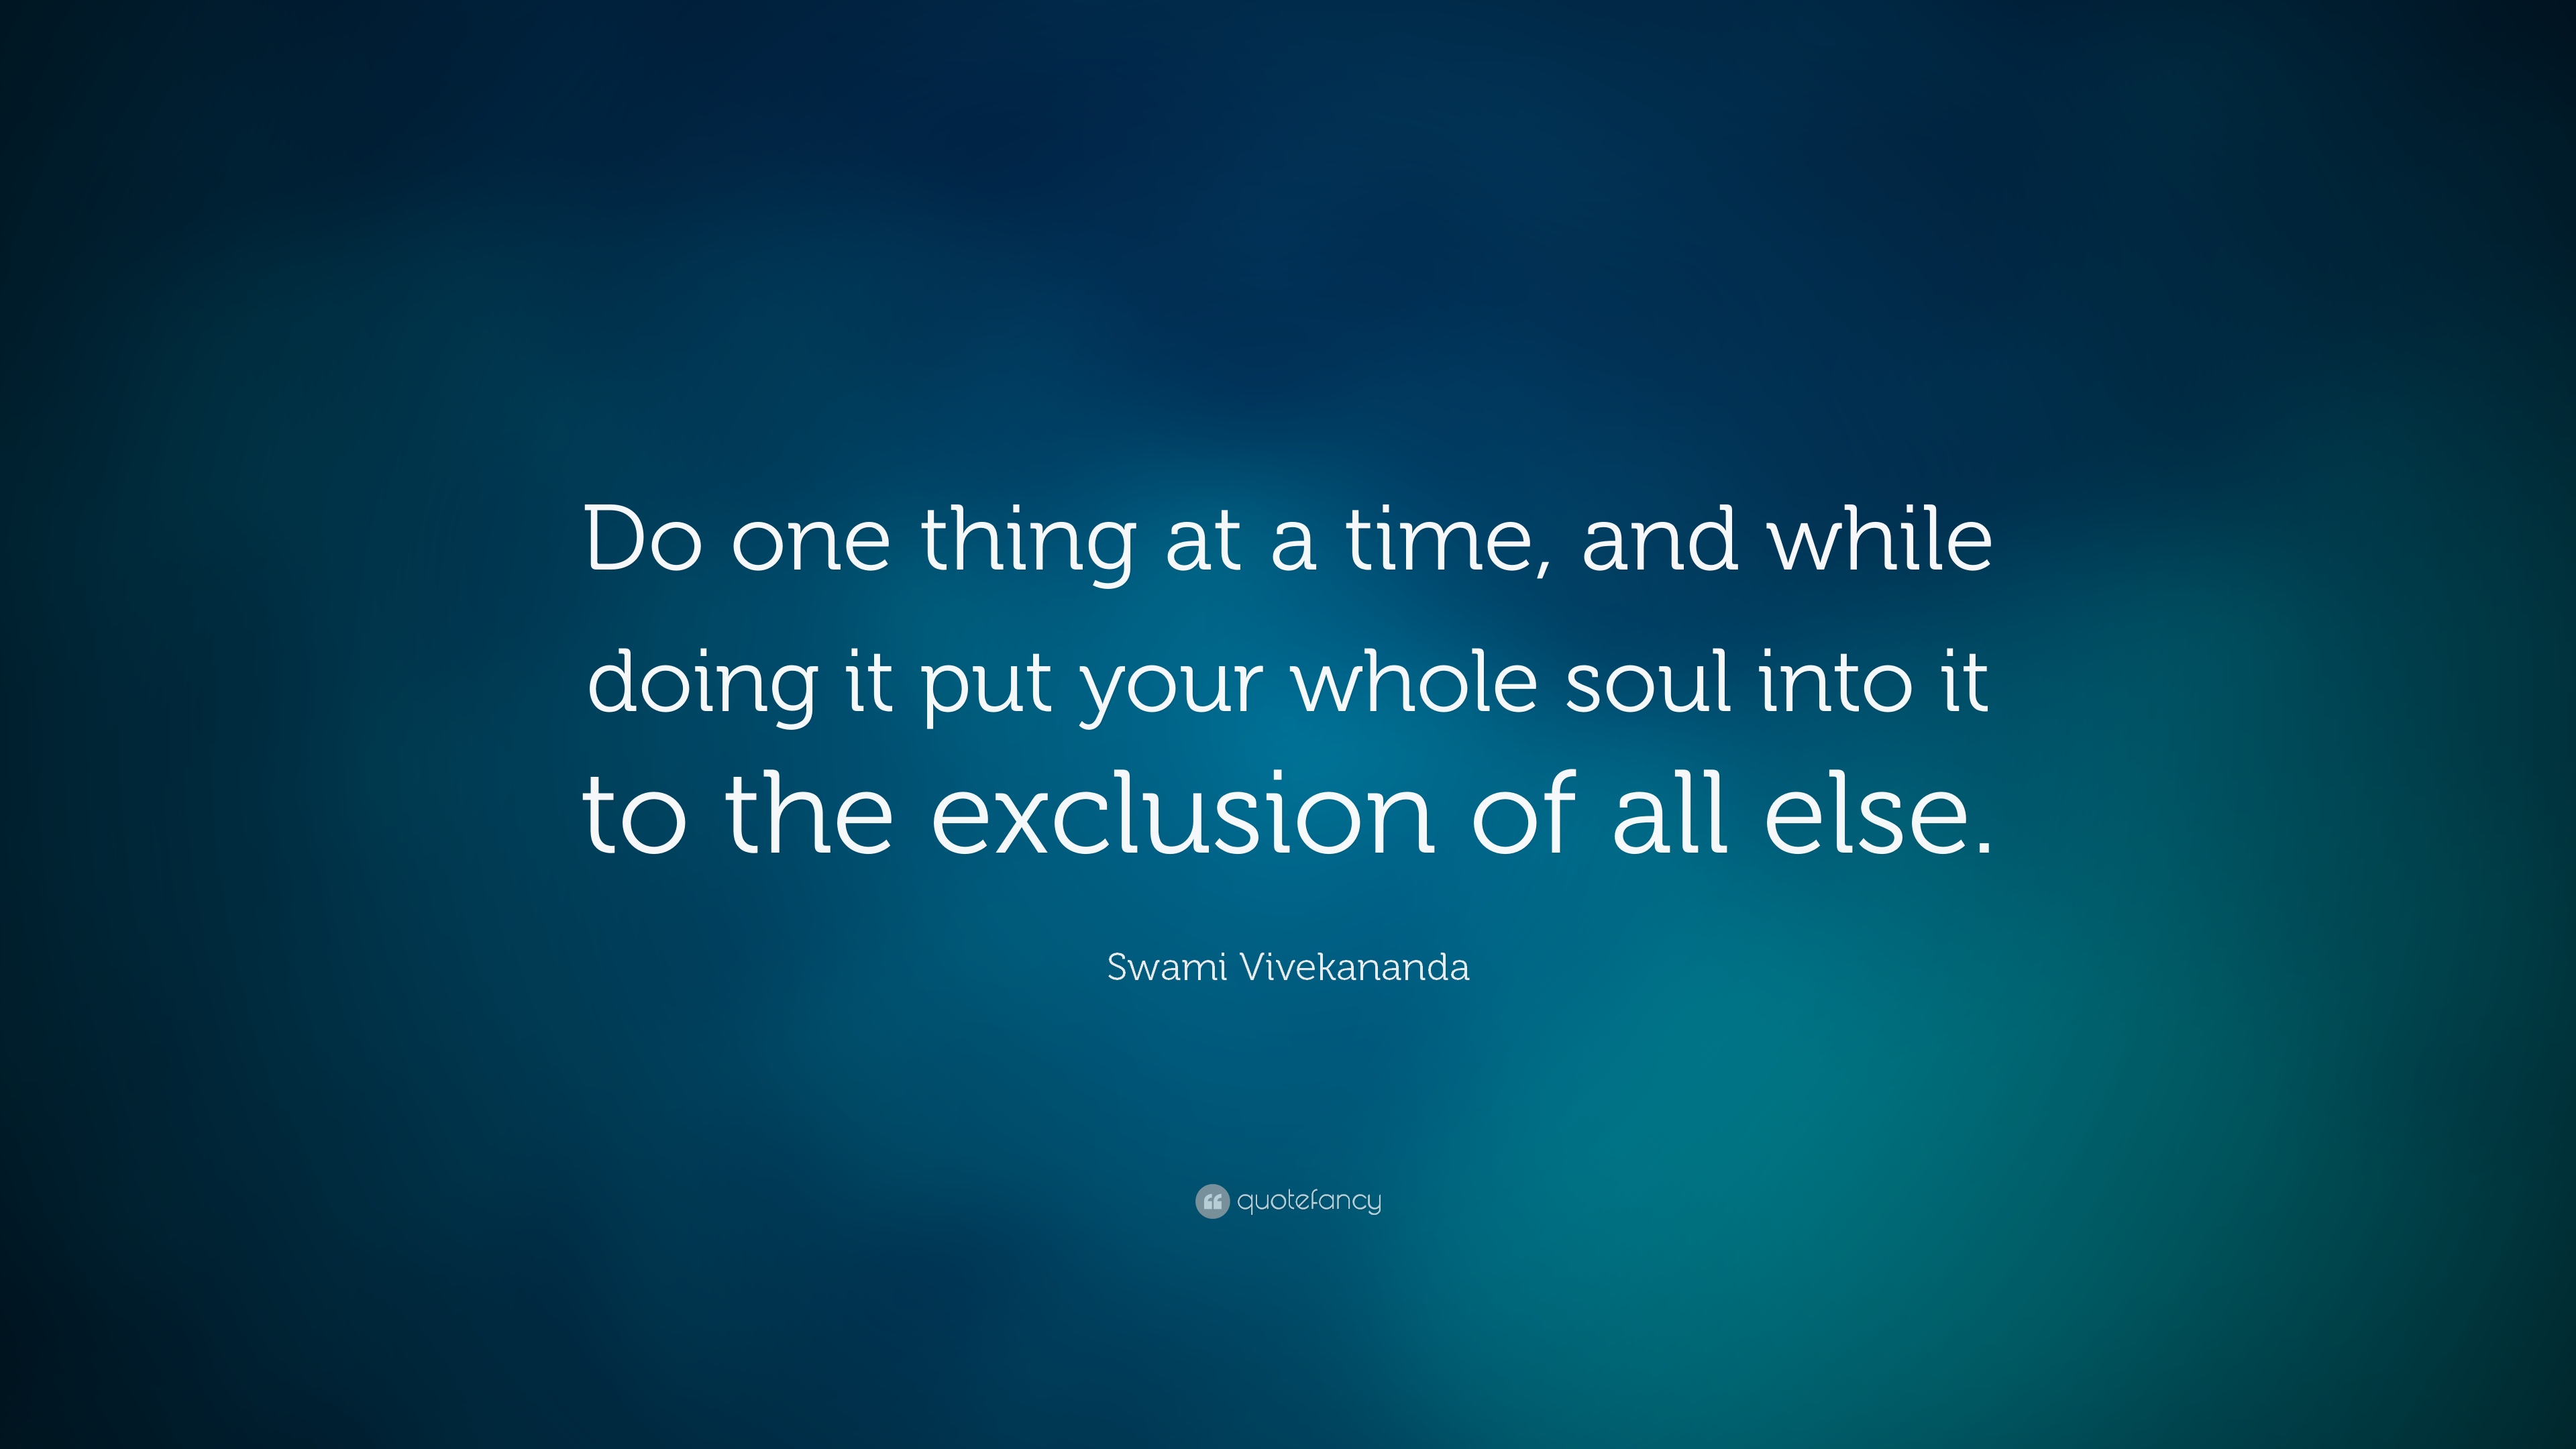 Do one thing at a time, and while
doing it put your whole soul into it
to the exclusion of all else.
Swami Vivekananda
quotefancy